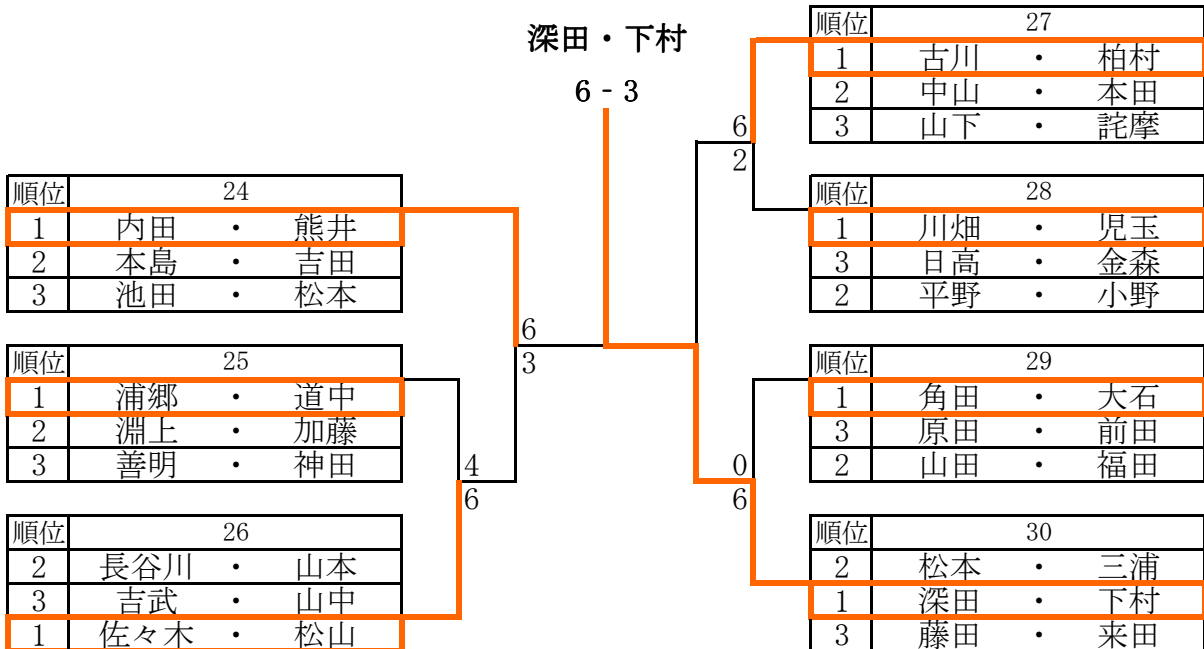 深田・下村
6 - 3
順位 24
1 内田 ・ 熊井
2 本島 ・ 吉田
3 池田 ・ 松本
順位 25
1 浦郷 ・ 道中
2 淵上 ・ 加藤
3 善明 ・ 神田
順位 26
2 長谷川 ・ 山本
3 吉武 ・ 山中
1 佐々木 ・ 松山
4
6
6
3
6
2
0
6
順位 27
1 古川 ・ 柏村
2 中山 ・ 本田
3 山下 ・ 詫摩
順位 28
1 川畑 ・ 児玉
3 日高 ・ 金森
2 平野 ・ 小野
順位 29
1 角田 ・ 大石
3 原田 ・ 前田
2 山田 ・ 福田
順位 30
2 松本 ・ 三浦
1 深田 ・ 下村
3 藤田 ・ 来田